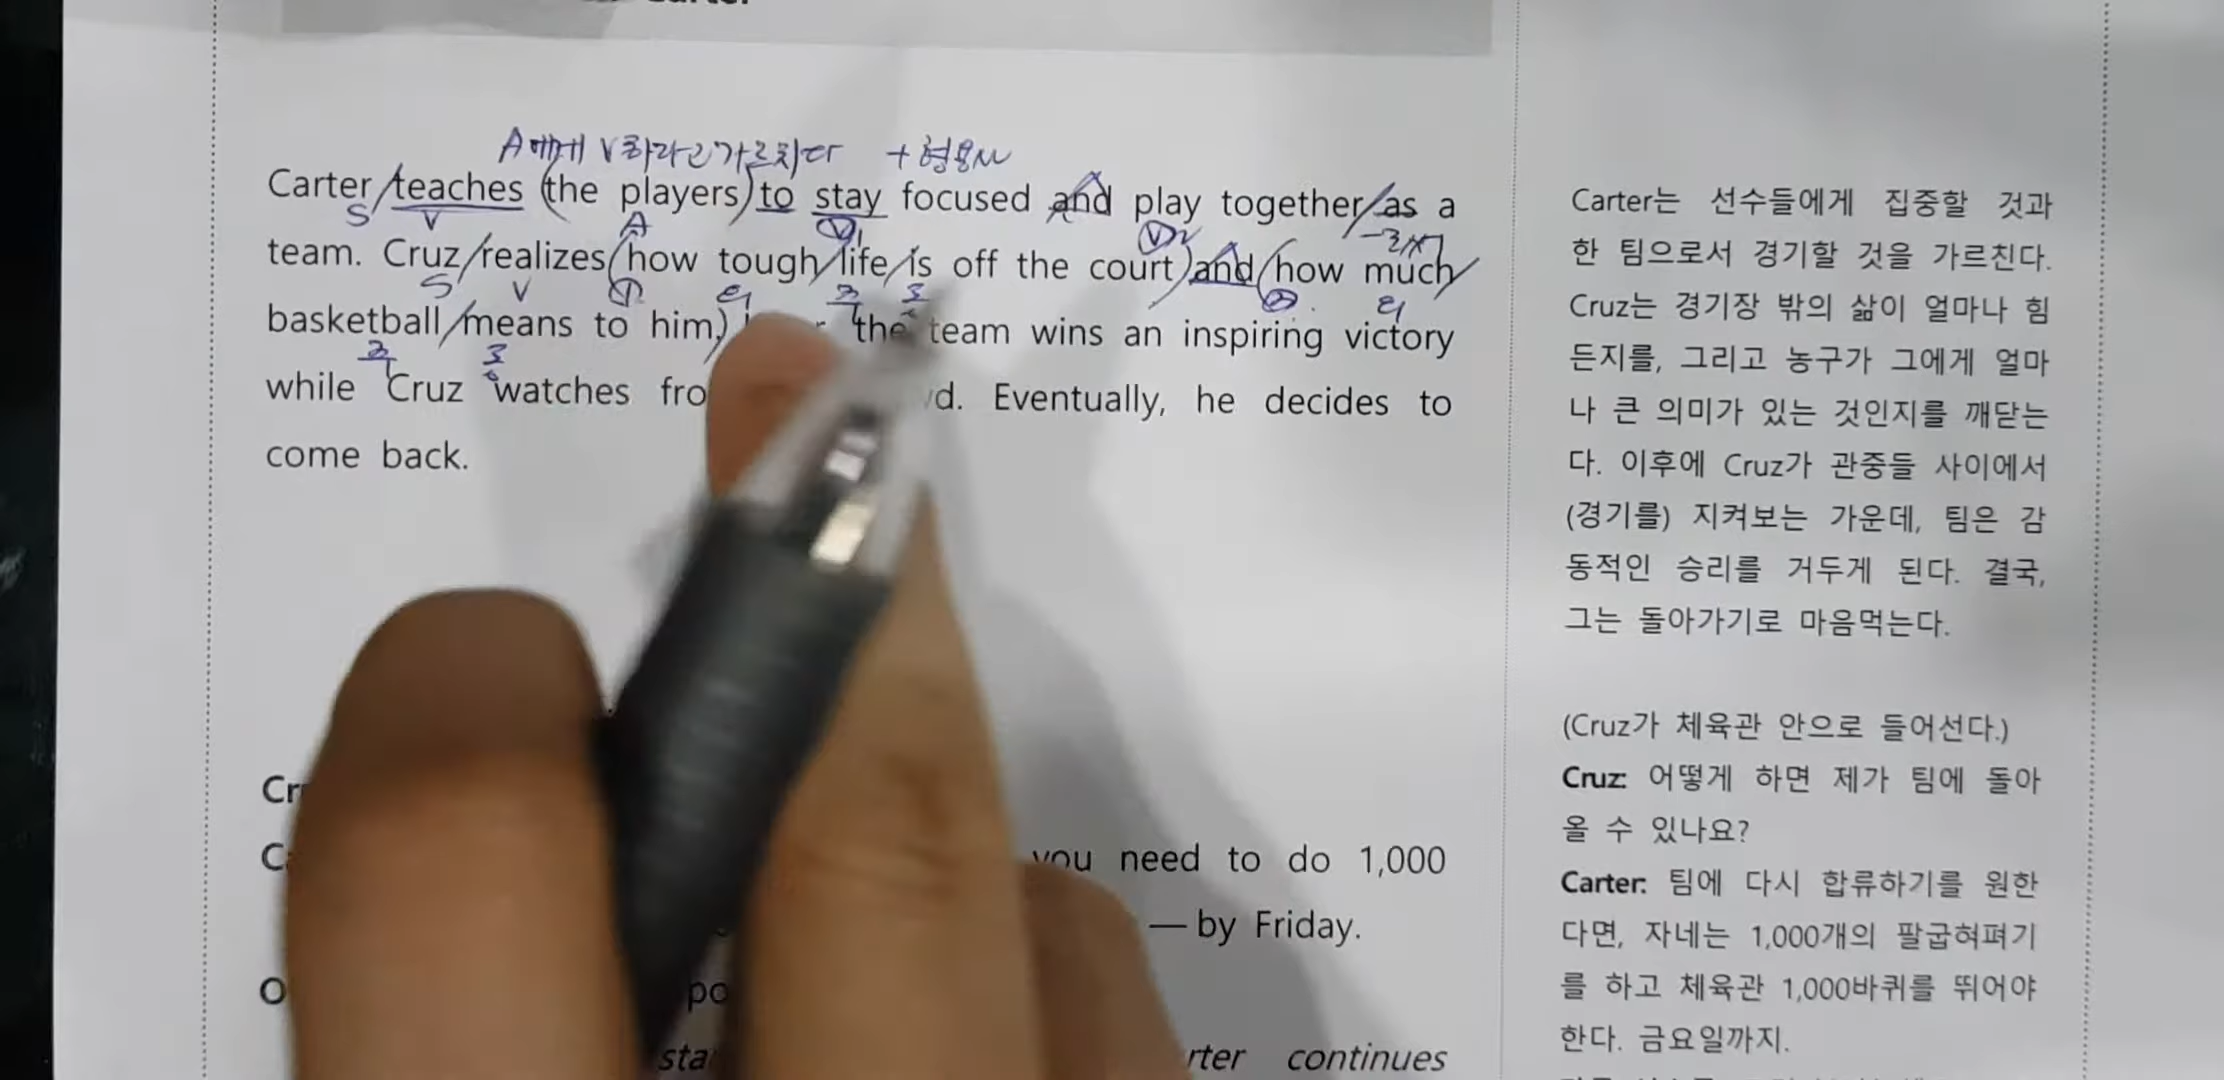 Carter
A에게 V하라고 가르치다 + 형용사
Carter teaches the players to stay focused and play together as a
S V A V1 V2 ~로서
team. Cruz realizes how tough life is off the court and how much
S V ① 의 주 동 ② 의
basketball means to him, the team wins an inspiring victory
주 동
while Cruz watches fro d. Eventually, he decides to
come back.
Cr
Ca you need to do 1,000
— by Friday.
O po
sta rter continues
Carter는 선수들에게 집중할 것과
한 팀으로서 경기할 것을 가르친다.
Cruz는 경기장 밖의 삶이 얼마나 힘
든지를, 그리고 농구가 그에게 얼마
나 큰 의미가 있는 것인지를 깨닫는
다. 이후에 Cruz가 관중들 사이에서
(경기를) 지켜보는 가운데, 팀은 감
동적인 승리를 거두게 된다. 결국,
그는 돌아가기로 마음먹는다.
(Cruz가 체육관 안으로 들어선다.)
Cruz: 어떻게 하면 제가 팀에 돌아
올 수 있나요?
Carter: 팀에 다시 합류하기를 원한
다면, 자네는 1,000개의 팔굽혀펴기
를 하고 체육관 1,000바퀴를 뛰어야
한다. 금요일까지.